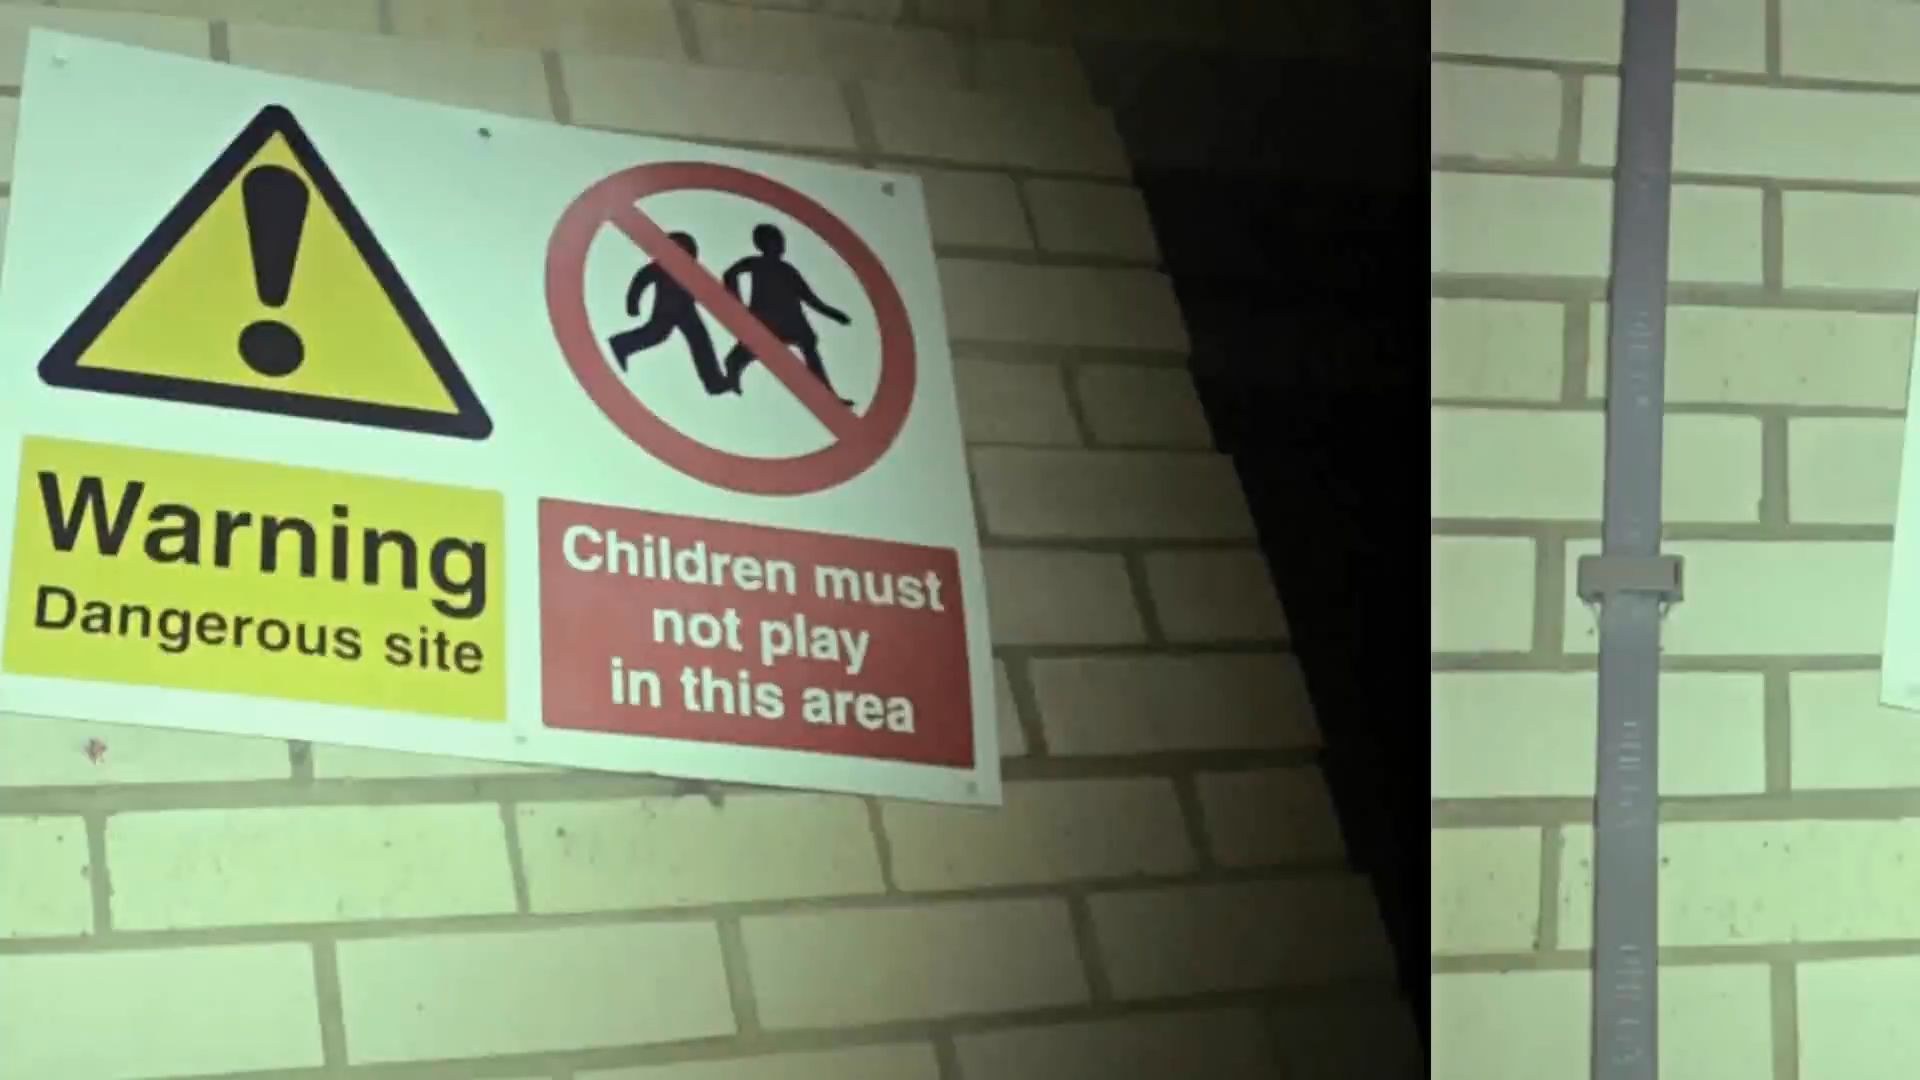 Warning
Dangerous site
Children must
not play
in this area